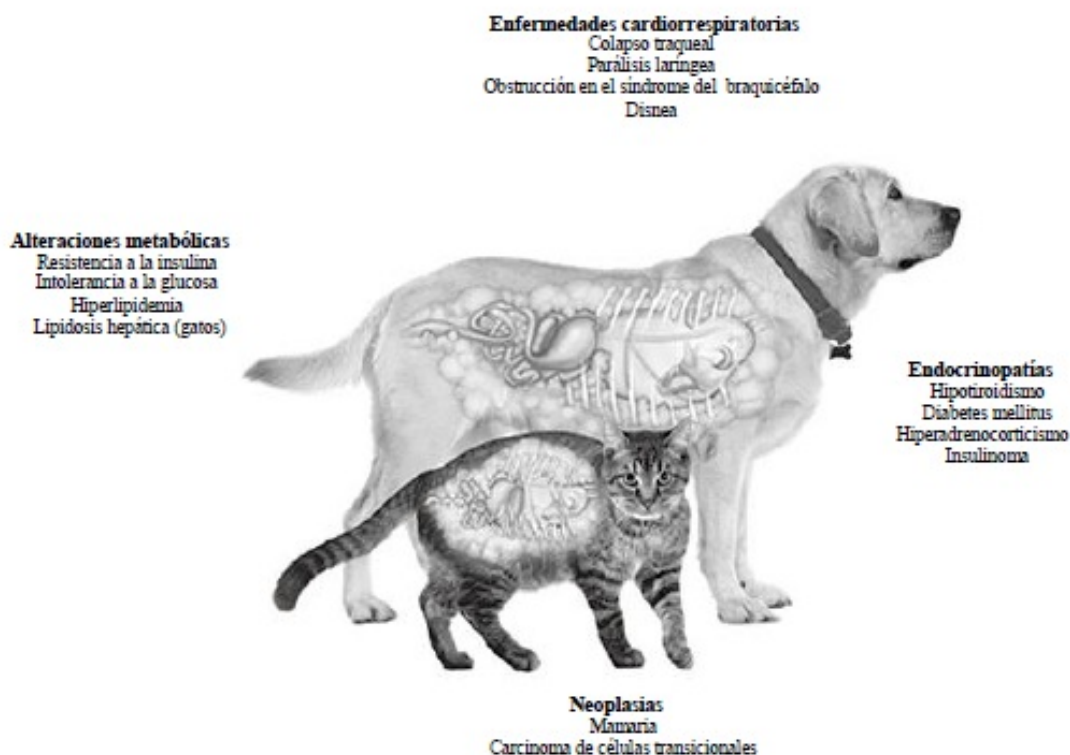 Enfermedades cardiorrespiratorias
Colapso traqueal
Parálisis laríngea
Obstrucción en el síndrome del braquicéfalo
Disnea
Alteraciones metabólicas
Resistencia a la insulina
Intolerancia a la glucosa
Hiperlipidemia
Lipidosis hepática (gatos)
Endocrinopatías
Hipotiroidismo
Diabetes mellitus
Hiperadrenocorticismo
Insulinoma
Neoplasias
Mamaria
Carcinoma de células transicionales